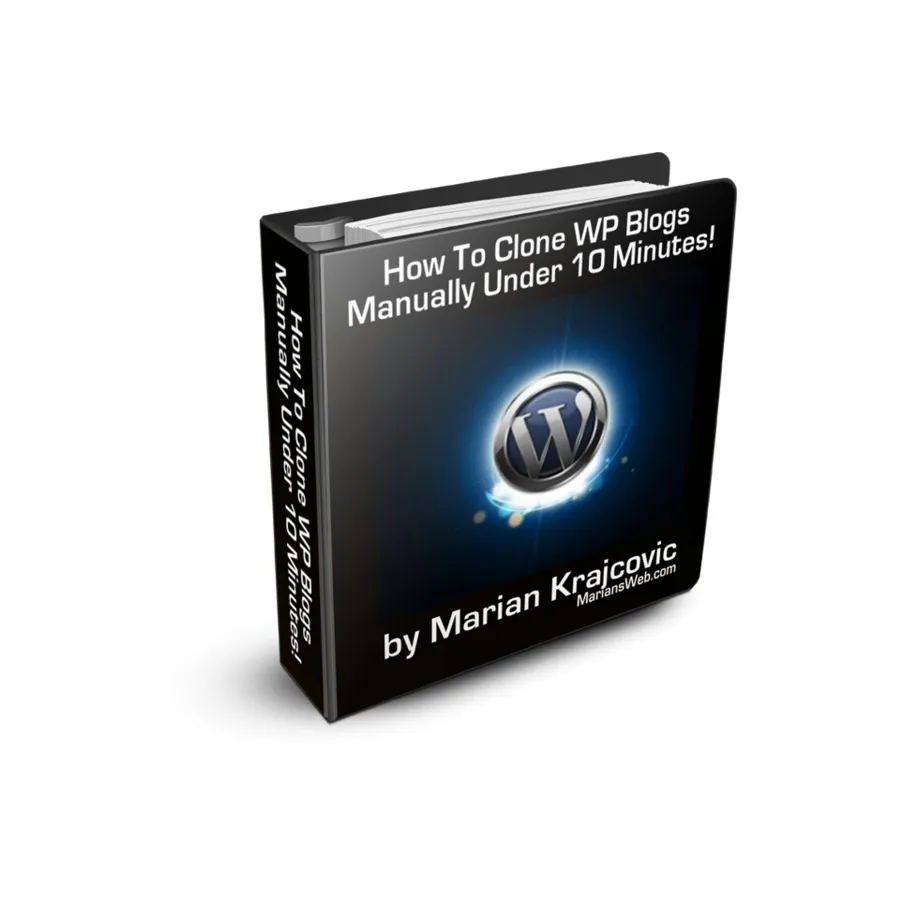 How To Clone WP Blogs
Manually Under 10 Minutes!
W
by Marian Krajcovic
MariansWeb.com
How To Clone WP Blogs
Manually Under 10 Minutes!